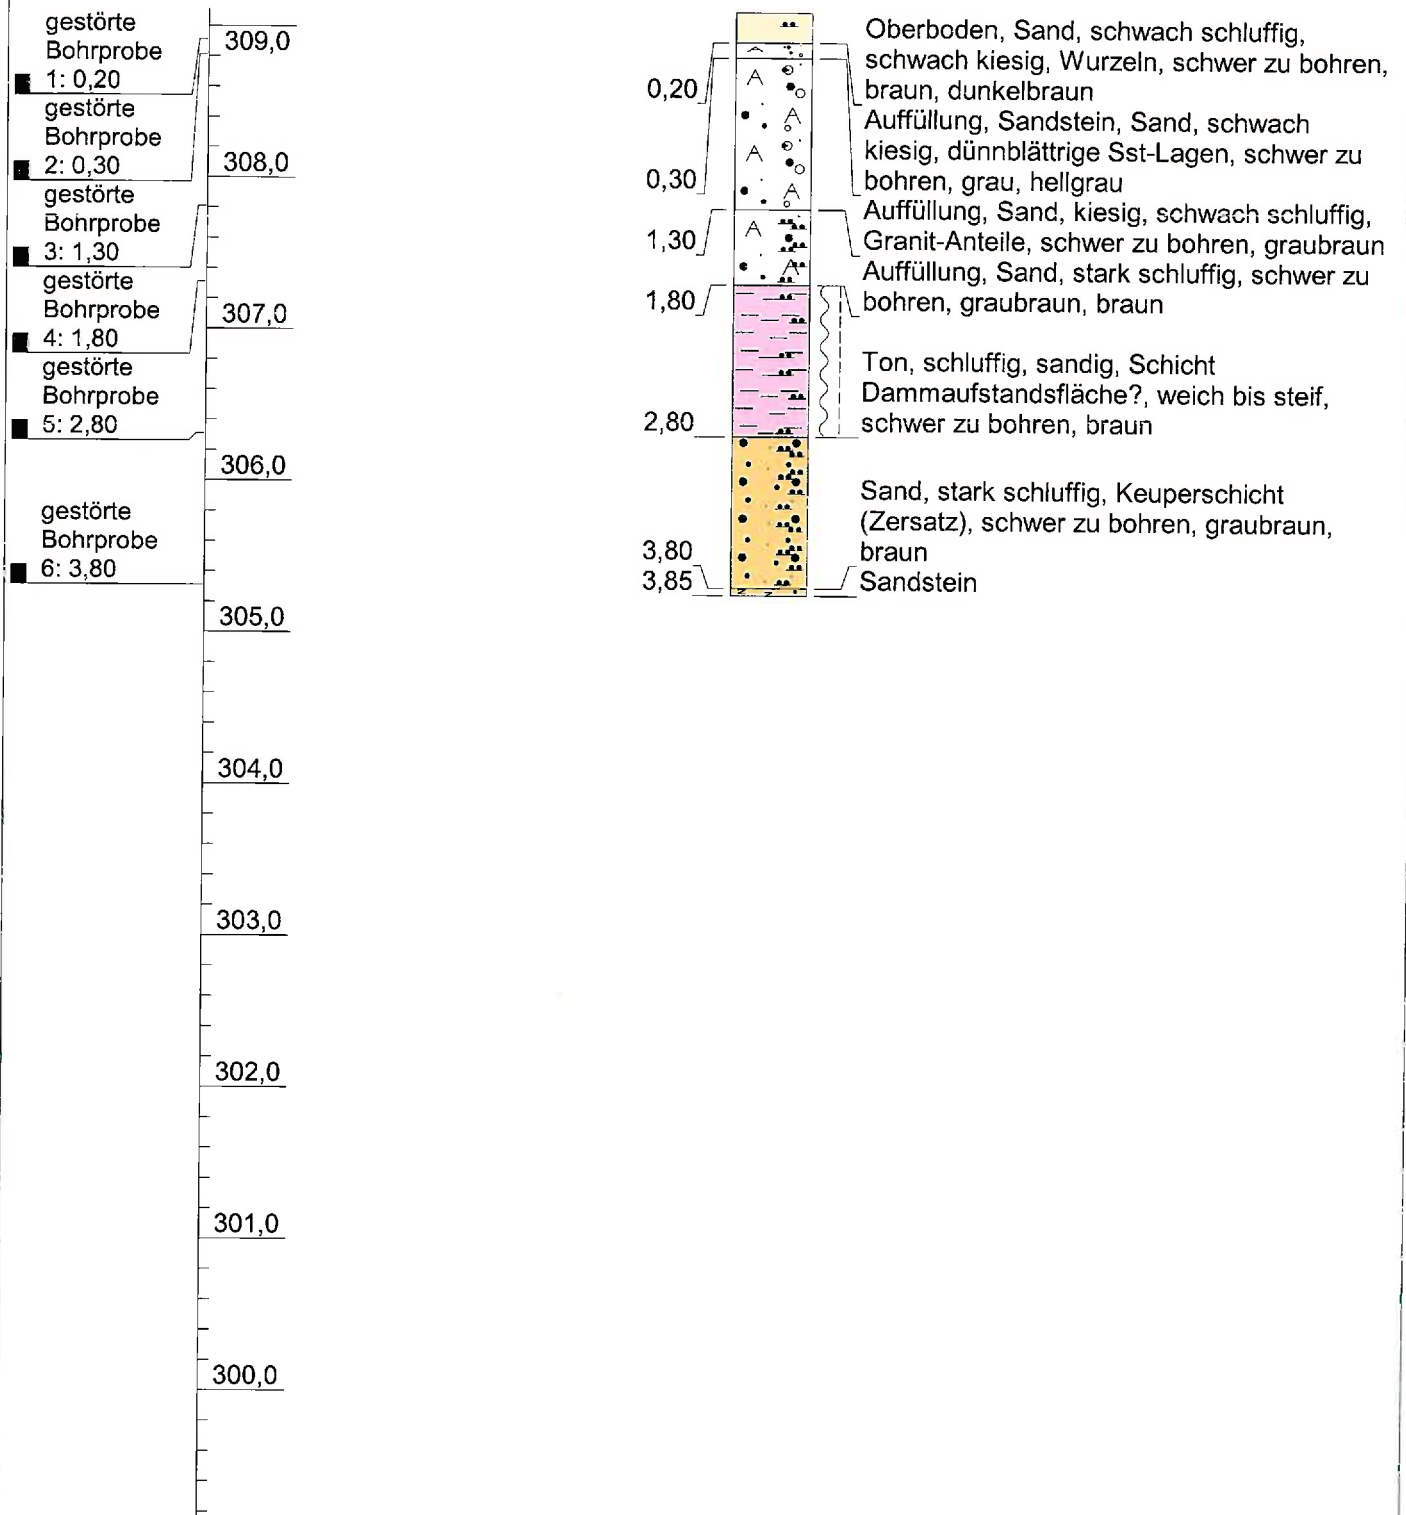 gestörte
Bohrprobe
1: 0,20
gestörte
Bohrprobe
2: 0,30
gestörte
Bohrprobe
3: 1,30
gestörte
Bohrprobe
4: 1,80
gestörte
Bohrprobe
5: 2,80
gestörte
Bohrprobe
6: 3,80
309,0
308,0
307,0
306,0
305,0
304,0
303,0
302,0
301,0
300,0
0,20
0,30
1,30
1,80
2,80
3,80
3,85
Oberboden, Sand, schwach schluffig,
schwach kiesig, Wurzeln, schwer zu bohren,
braun, dunkelbraun
Auffüllung, Sandstein, Sand, schwach
kiesig, dünnblättrige Sst-Lagen, schwer zu
bohren, grau, hellgrau
Auffüllung, Sand, kiesig, schwach schluffig,
Granit-Anteile, schwer zu bohren, graubraun
Auffüllung, Sand, stark schluffig, schwer zu
bohren, graubraun, braun
Ton, schluffig, sandig, Schicht
Dammaufstandsfläche?, weich bis steif,
schwer zu bohren, braun
Sand, stark schluffig, Keuperschicht
(Zersatz), schwer zu bohren, graubraun,
braun
Sandstein